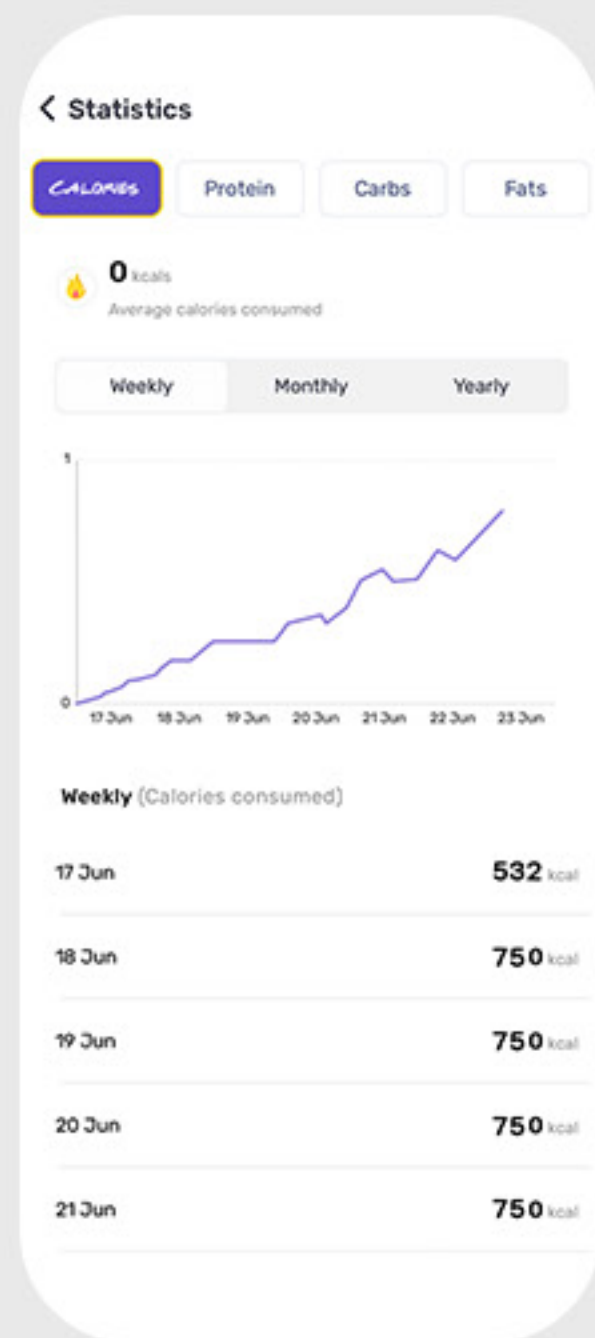 Statistics
CALORIES Protein Carbs Fats
0 kcals
Average calories consumed
Weekly Monthly Yearly
1
0
17 Jun 18 Jun 19 Jun 20 Jun 21 Jun 22 Jun 23 Jun
Weekly (Calories consumed)
17 Jun 532 kcal
18 Jun 750 kcal
19 Jun 750 kcal
20 Jun 750 kcal
21 Jun 750 kcal